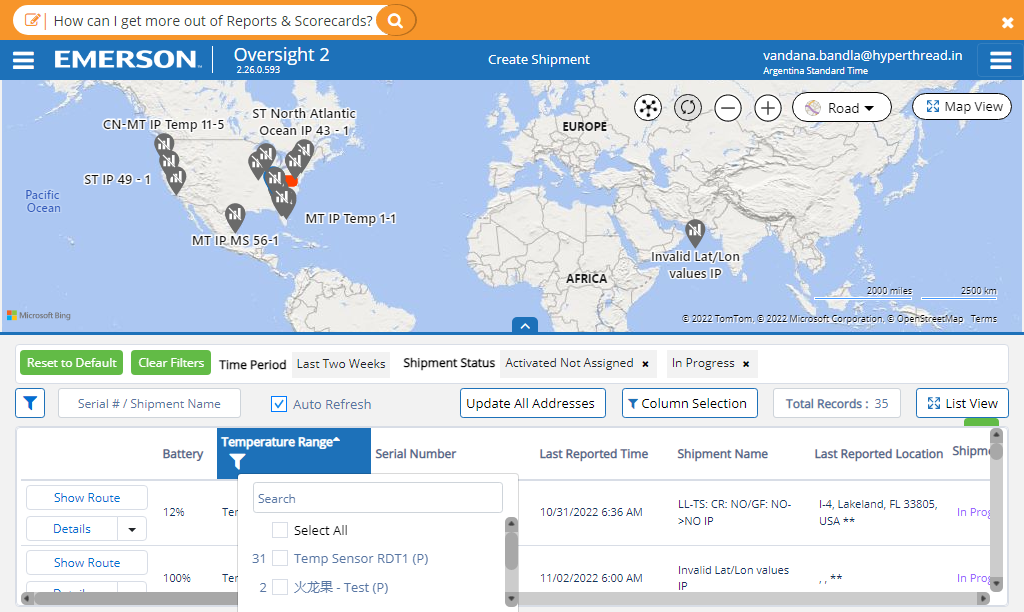 How can I get more out of Reports & Scorecards?
EMERSON
Oversight 2
2.26.0.593
Create Shipment
vandana.bandla@hyperthread.in
Argentina Standard Time
CN-MT IP Temp 11-5
ST North Atlantic
Ocean IP 43 - 1
ST IP 49 - 1
MT IP Temp 1-1
MT IP MS 56-1
Pacific
Ocean
EUROPE
AFRICA
Invalid Lat/Lon
values IP
Road
Map View
2000 miles
2500 km
Microsoft Bing
© 2022 TomTom, © 2022 Microsoft Corporation, © OpenStreetMap Terms
Reset to Default
Clear Filters
Time Period
Last Two Weeks
Shipment Status
Activated Not Assigned ×
In Progress ×
Serial # / Shipment Name
Auto Refresh
Update All Addresses
Column Selection
Total Records : 35
List View
Battery
Temperature Range
Serial Number
Last Reported Time
Shipment Name
Last Reported Location
Shipme
Show Route
Details
12%
Ter
10/31/2022 6:36 AM
LL-TS: CR: NO/GF: NO-
>NO IP
I-4, Lakeland, FL 33805,
USA **
In Prog
Search
Select All
31 Temp Sensor RDT1 (P)
2 火龙果 - Test (P)
Show Route
Details
100%
Ter
11/02/2022 6:00 AM
Invalid Lat/Lon values
IP
, , **
In Prog